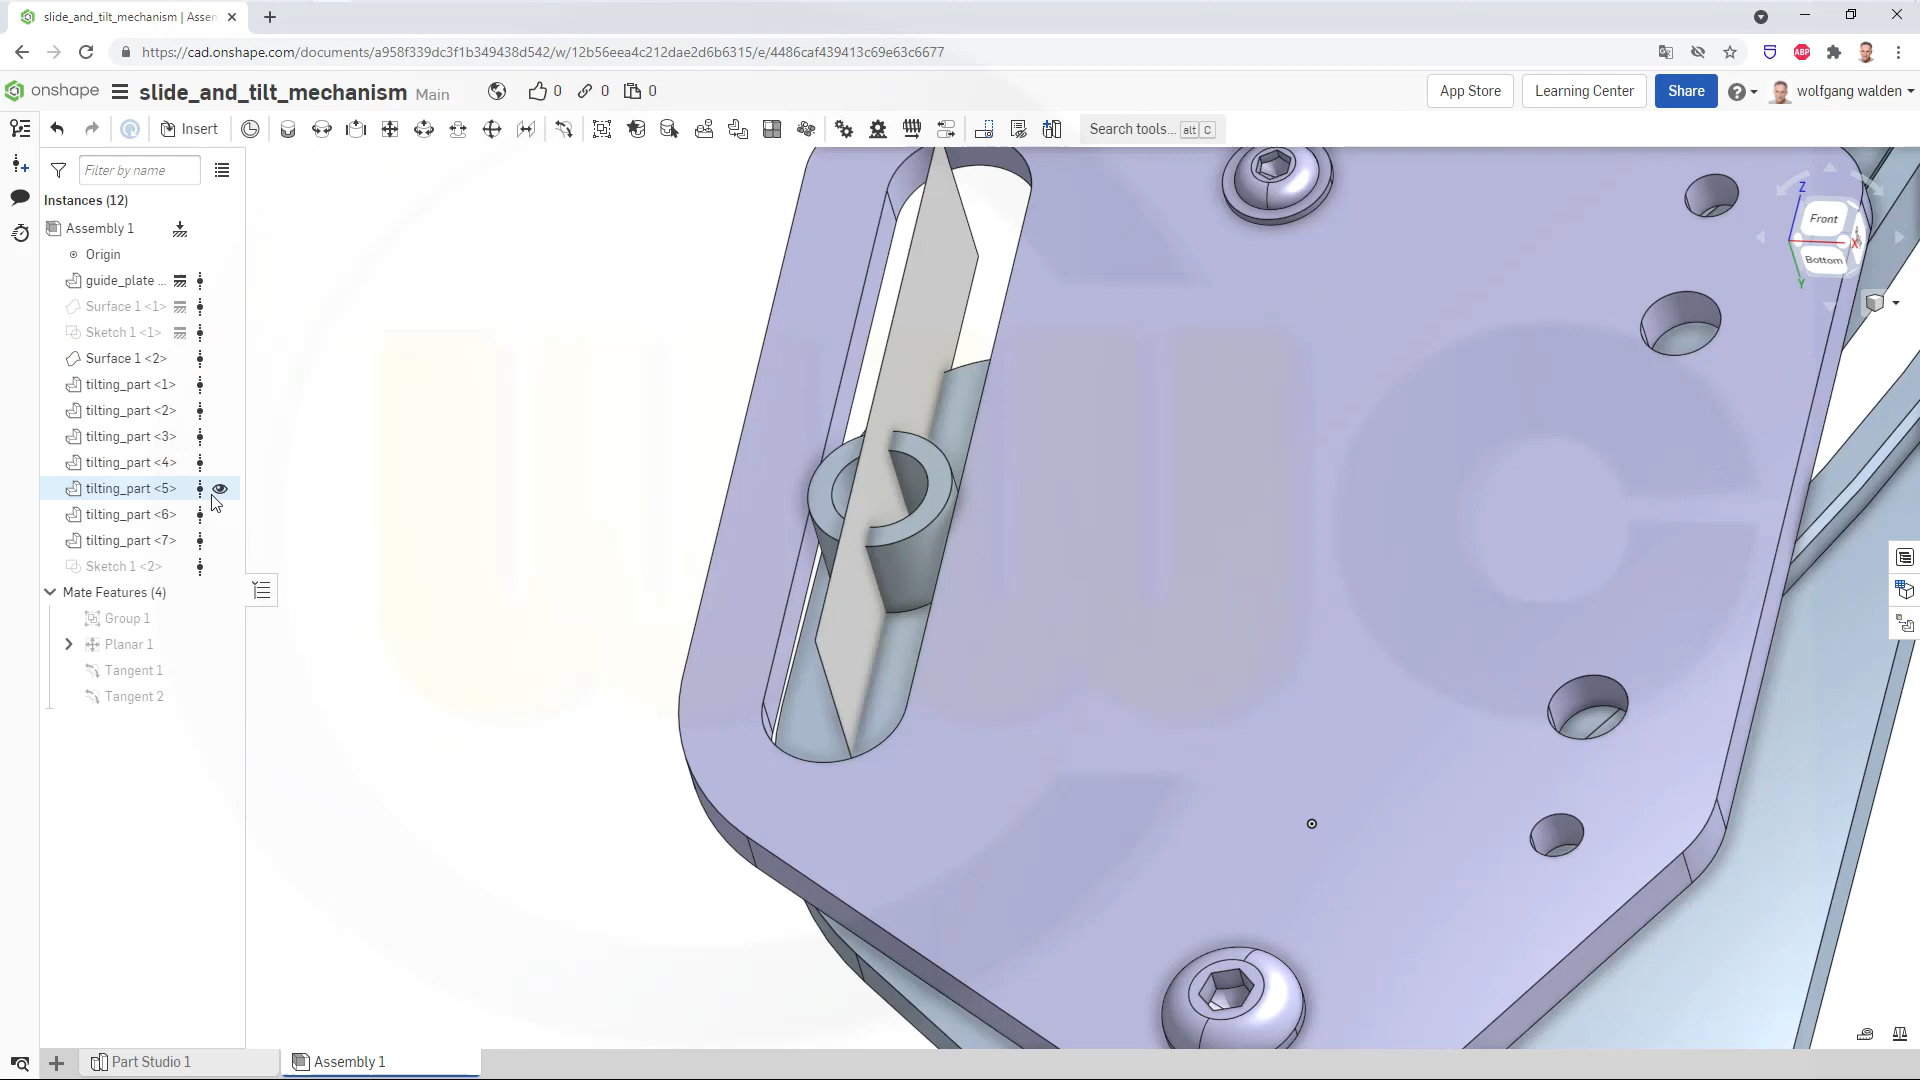 slide_and_tilt_mechanism | Assem
https://cad.onshape.com/documents/a958f339dc3f1b349438d542/w/12b56eea4c212dae2d6b6315/e/4486caf439413c69e63c6677
ABP
onshape
slide_and_tilt_mechanism Main
0
0
0
App Store
Learning Center
Share
wolfgang walden
Insert
Search tools... alt C
Filter by name
Instances (12)
Assembly 1
Origin
guide_plate ...
Surface 1 <1>
Sketch 1 <1>
Surface 1 <2>
tilting_part <1>
tilting_part <2>
tilting_part <3>
tilting_part <4>
tilting_part <5>
tilting_part <6>
tilting_part <7>
Sketch 1 <2>
Mate Features (4)
Group 1
Planar 1
Tangent 1
Tangent 2
Z
Front
X
Bottom
Y
Part Studio 1
Assembly 1